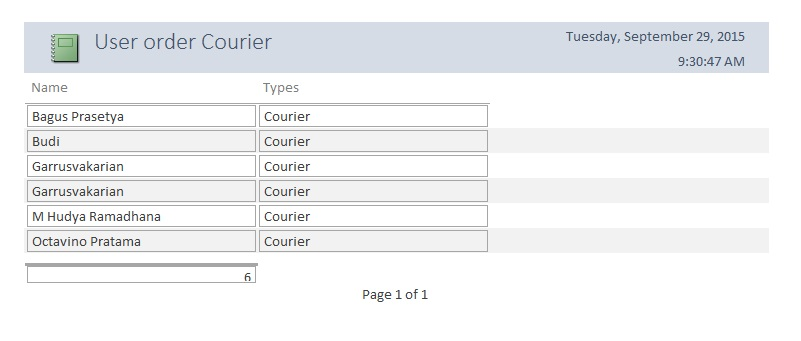 User order Courier
Tuesday, September 29, 2015
9:30:47 AM
Name Types
Bagus Prasetya Courier
Budi Courier
Garrusvakarian Courier
Garrusvakarian Courier
M Hudya Ramadhana Courier
Octavino Pratama Courier
6
Page 1 of 1